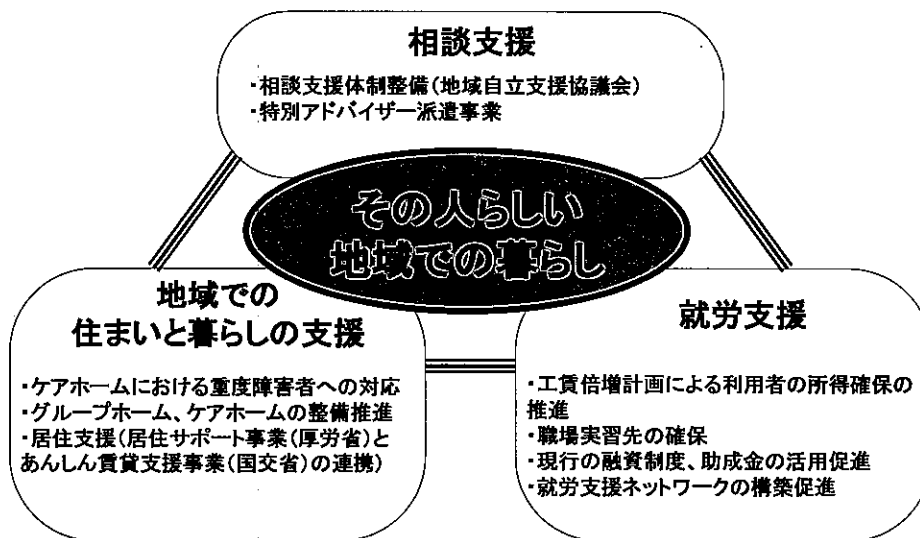 相談支援
・相談支援体制整備(地域自立支援協議会)
・特別アドバイザー派遣事業
その人らしい
地域での暮らし
地域での
住まいと暮らしの支援
・ケアホームにおける重度障害者への対応
・グループホーム、ケアホームの整備推進
・居住支援(居住サポート事業(厚労省)と
あんしん賃貸支援事業(国交省)の連携)
就労支援
・工賃倍増計画による利用者の所得確保の
推進
・職場実習先の確保
・現行の融資制度、助成金の活用促進
・就労支援ネットワークの構築促進